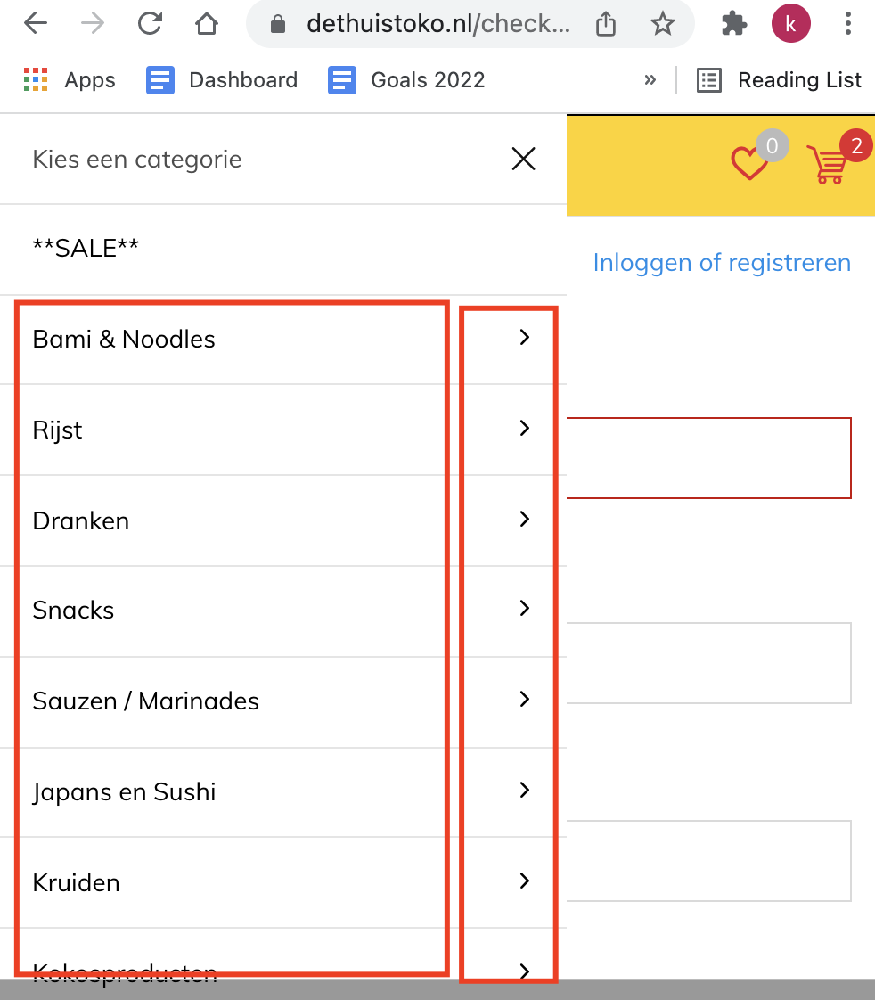 dethuistoko.nl/check...
k
Apps
Dashboard
Goals 2022
»
Reading List
Kies een categorie
0
2
**SALE**
Inloggen of registreren
Bami & Noodles
Rijst
Dranken
Snacks
Sauzen / Marinades
Japans en Sushi
Kruiden
Kokosproducten